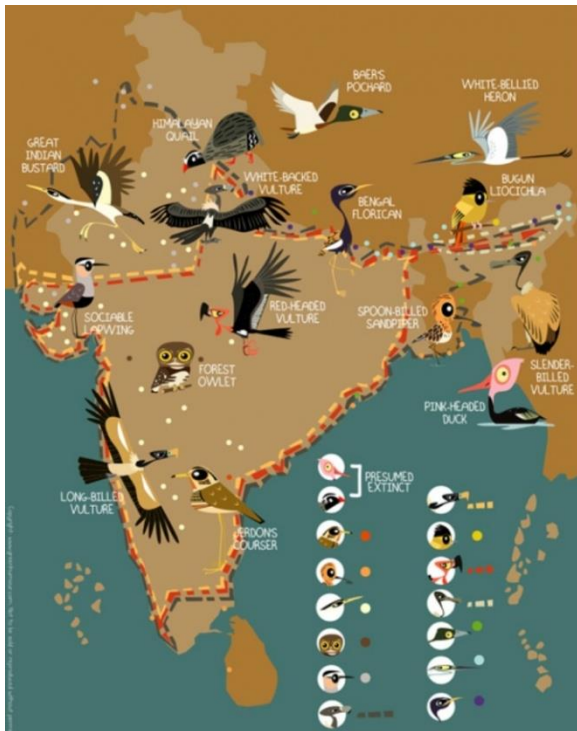 BAER'S
POCHARD
WHITE-BELLIED
HERON
HIMALAYAN
QUAIL
GREAT
INDIAN
BUSTARD
WHITE-BACKED
VULTURE
BENGAL
FLORICAN
BUGUN
LIOCICHLA
SOCIABLE
LAPWING
RED-HEADED
VULTURE
SPOON-BILLED
SANDPIPER
FOREST
OWLET
SLENDER-
BILLED
VULTURE
PINK-HEADED
DUCK
LONG-BILLED
VULTURE
JERDON'S
COURSER
PRESUMED
EXTINCT